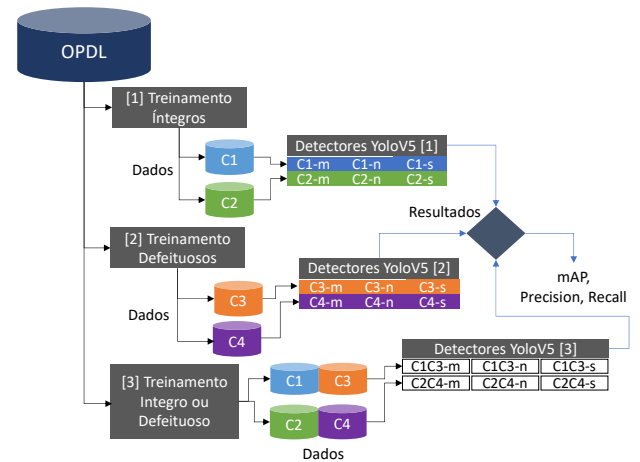 OPDL
[1] Treinamento
Íntegros
Dados
C1
C2
Detectores YoloV5 [1]
C1-m C1-n C1-s
C2-m C2-n C2-s
Resultados
mAP,
Precision, Recall
[2] Treinamento
Defeituosos
Dados
C3
C4
Detectores YoloV5 [2]
C3-m C3-n C3-s
C4-m C4-n C4-s
[3] Treinamento
Integro ou
Defeituoso
C1 C3
C2 C4
Dados
Detectores YoloV5 [3]
C1C3-m C1C3-n C1C3-s
C2C4-m C2C4-n C2C4-s